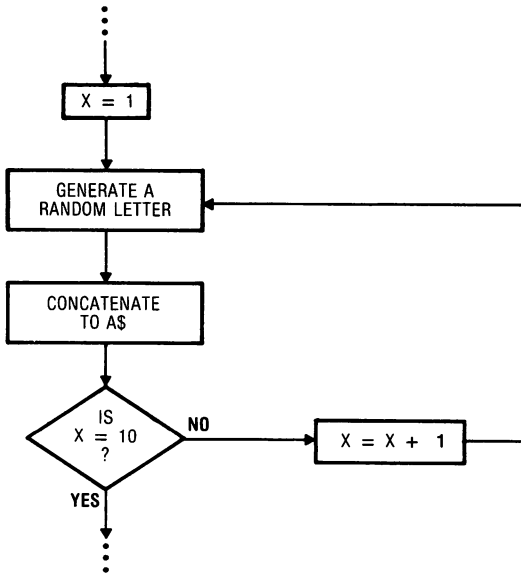 X = 1
GENERATE A
RANDOM LETTER
CONCATENATE
TO A$
IS
X = 10
?
NO
X = X + 1
YES